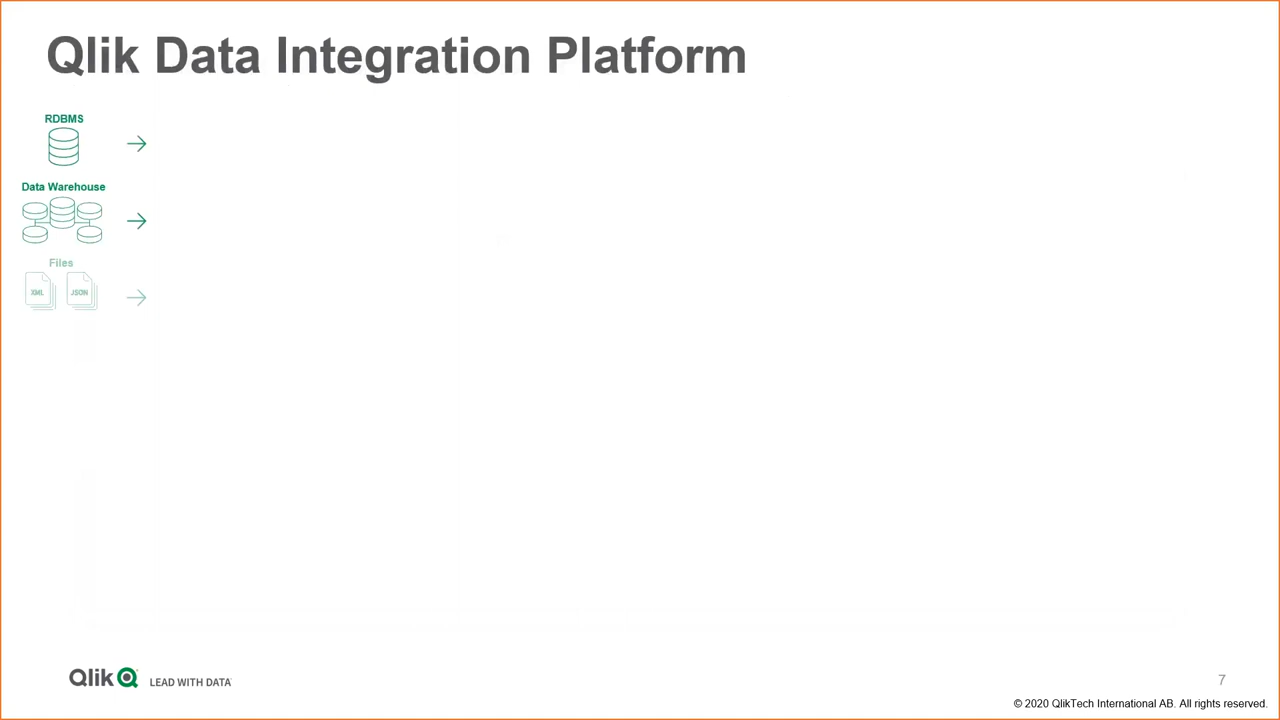 Qlik Data Integration Platform
RDBMS
Data Warehouse
Files
XML JSON
Qlik LEAD WITH DATA
7
© 2020 QlikTech International AB. All rights reserved.